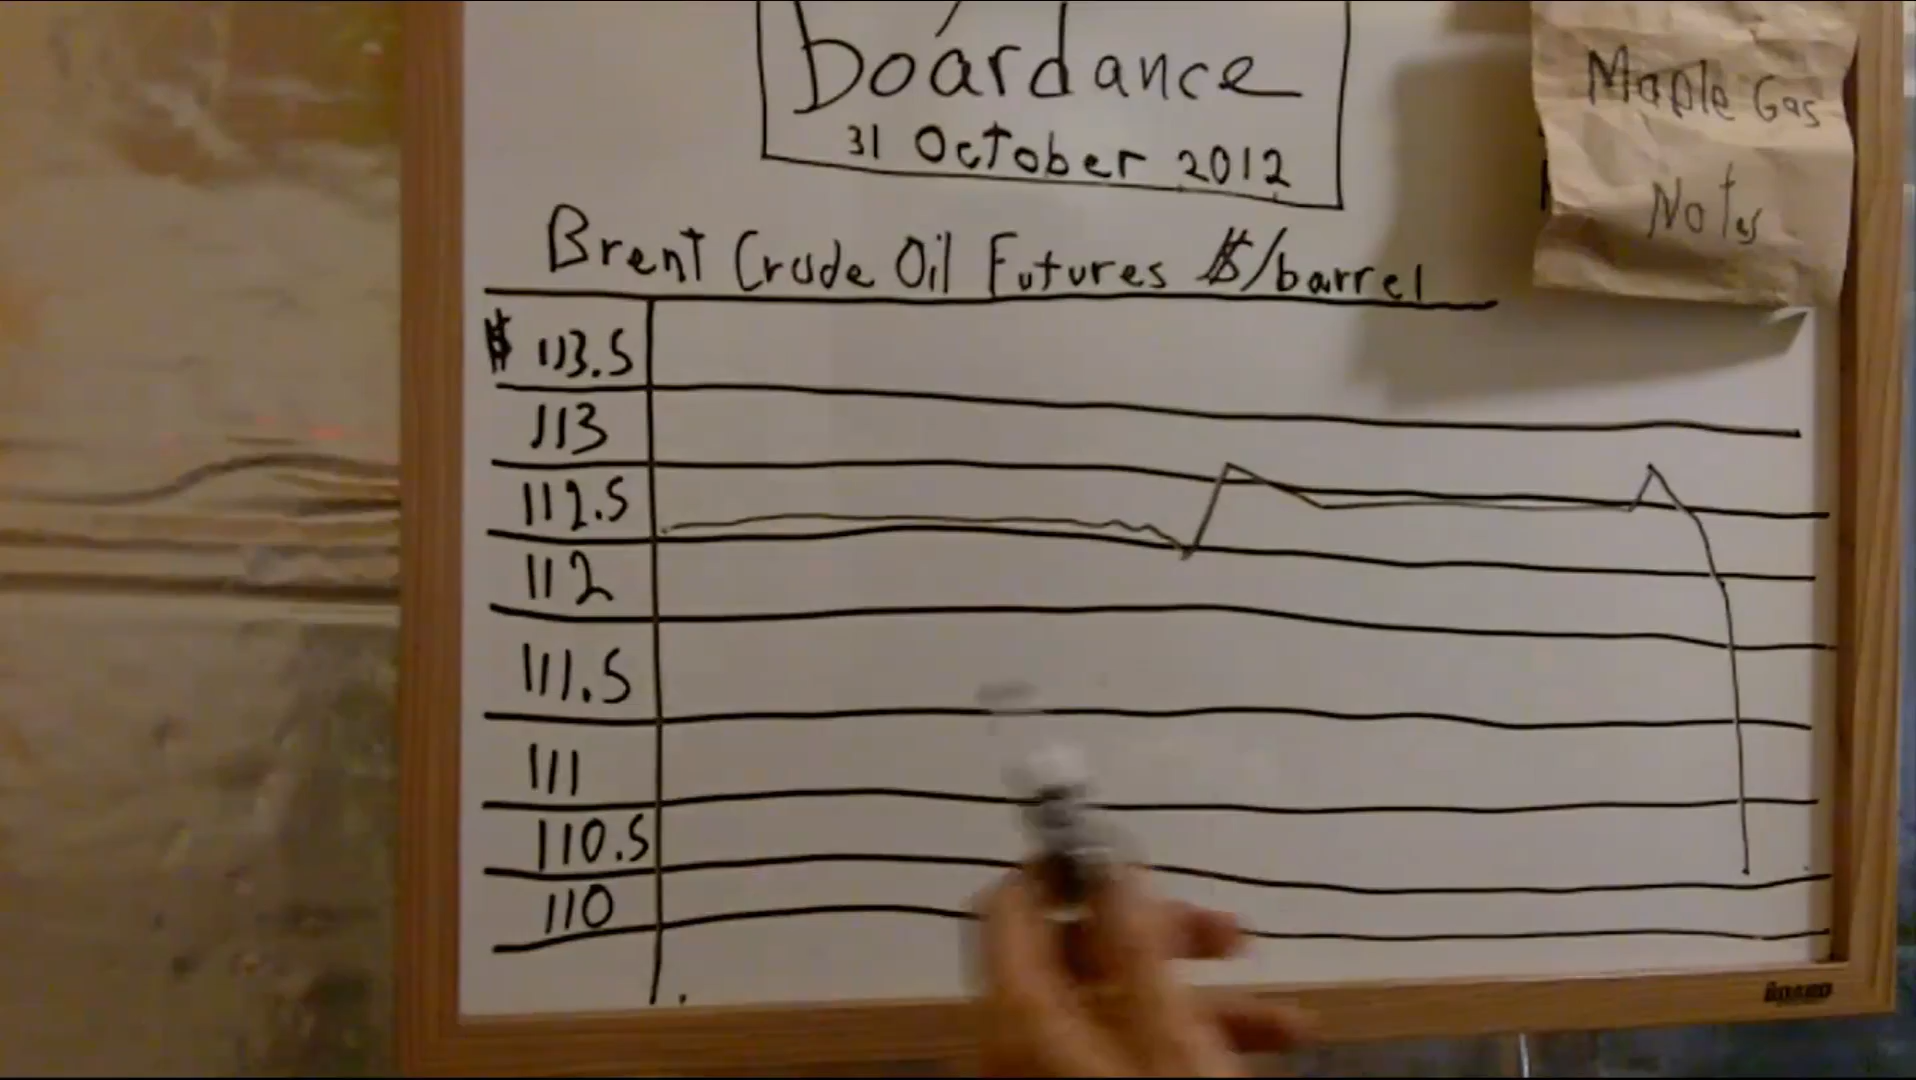 boardance
31 October 2012
Maple Gas
Notes
Brent Crude Oil Futures $/barrel
$ 113.5
113
112.5
112
111.5
111
110.5
110